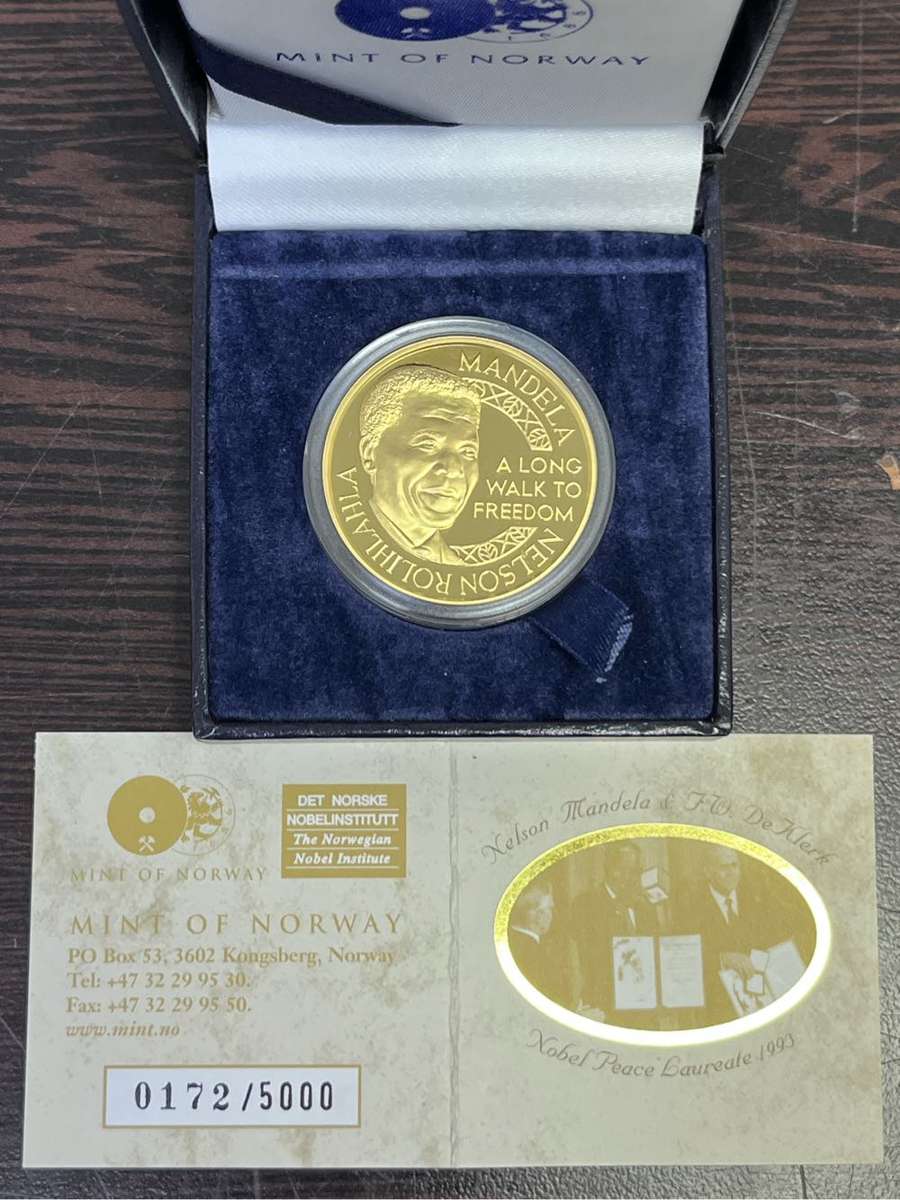 MINT OF NORWAY
MANDELA
A LONG
WALK TO
FREEDOM
NELSON ROLIHLAHLA
MINT OF NORWAY
DET NORSKE
NOBELINSTITUTT
The Norwegian
Nobel Institute
MINT OF NORWAY
PO Box 53, 3602 Kongsberg, Norway
Tel: +47 32 29 95 30.
Fax: +47 32 29 95 50.
www.mint.no
0172/5000
Nelson Mandela & F.W. De Klerk
Nobel Peace Laureate 1993